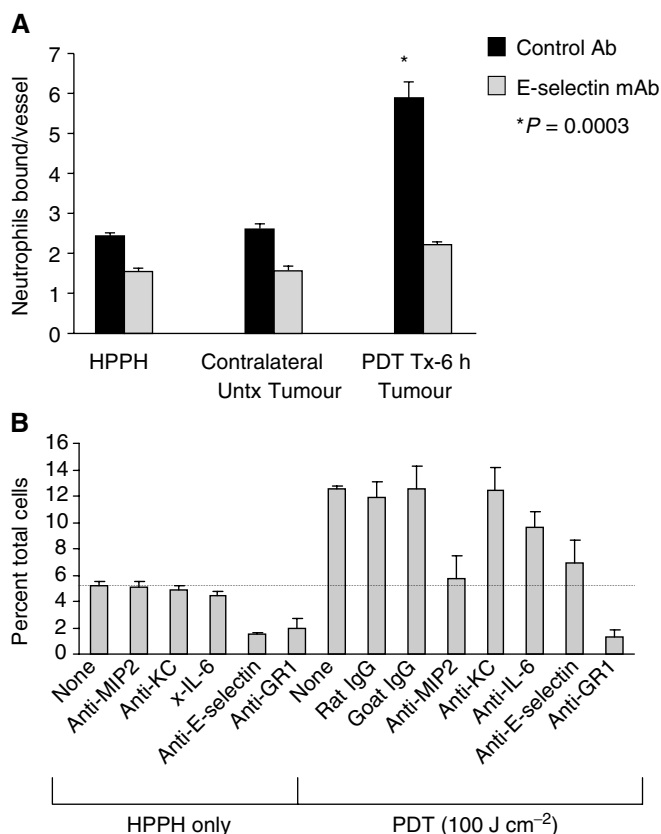 A
Neutrophils bound/vessel
7
6
5
4
3
2
1
0
*
HPPH
Contralateral
Untx Tumour
PDT Tx-6 h
Tumour
Control Ab
E-selectin mAb
*P = 0.0003
B
Percent total cells
16
14
12
10
8
6
4
2
0
None
Anti-MIP2
Anti-KC
x-IL-6
Anti-E-selectin
Anti-GR1
None
Rat IgG
Goat IgG
Anti-MIP2
Anti-KC
Anti-IL-6
Anti-E-selectin
Anti-GR1
HPPH only
PDT (100 J cm⁻²)